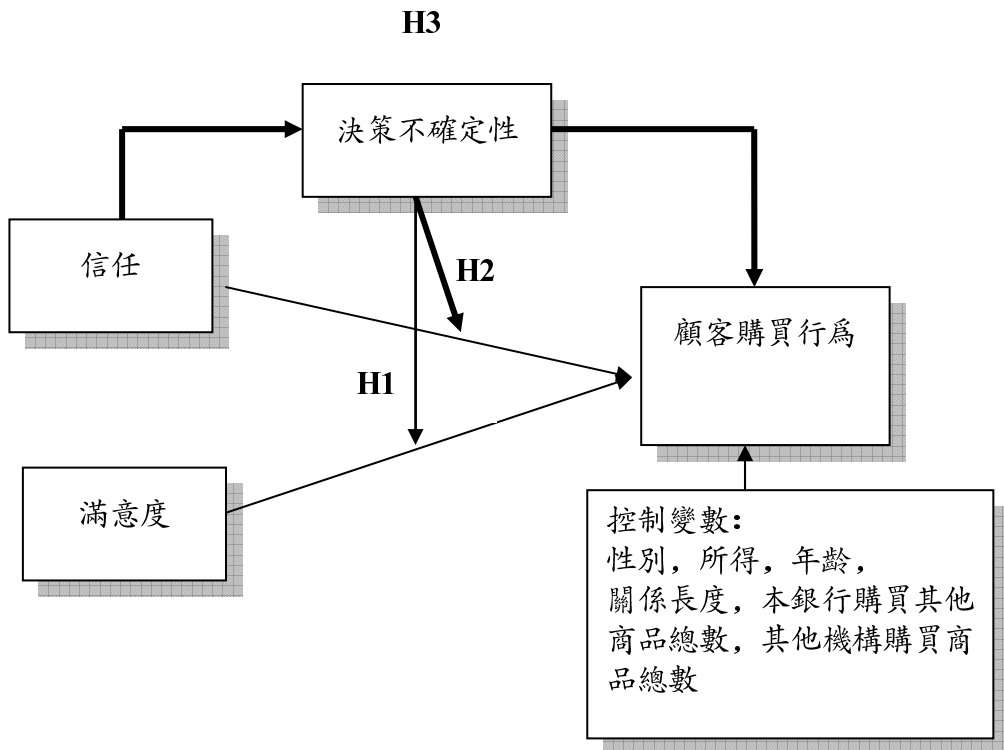 H3
決策不確定性
信任
H2
顧客購買行爲
H1
滿意度
控制變數:
性別，所得，年齡，
關係長度，本銀行購買其他
商品總數，其他機構購買商
品總數